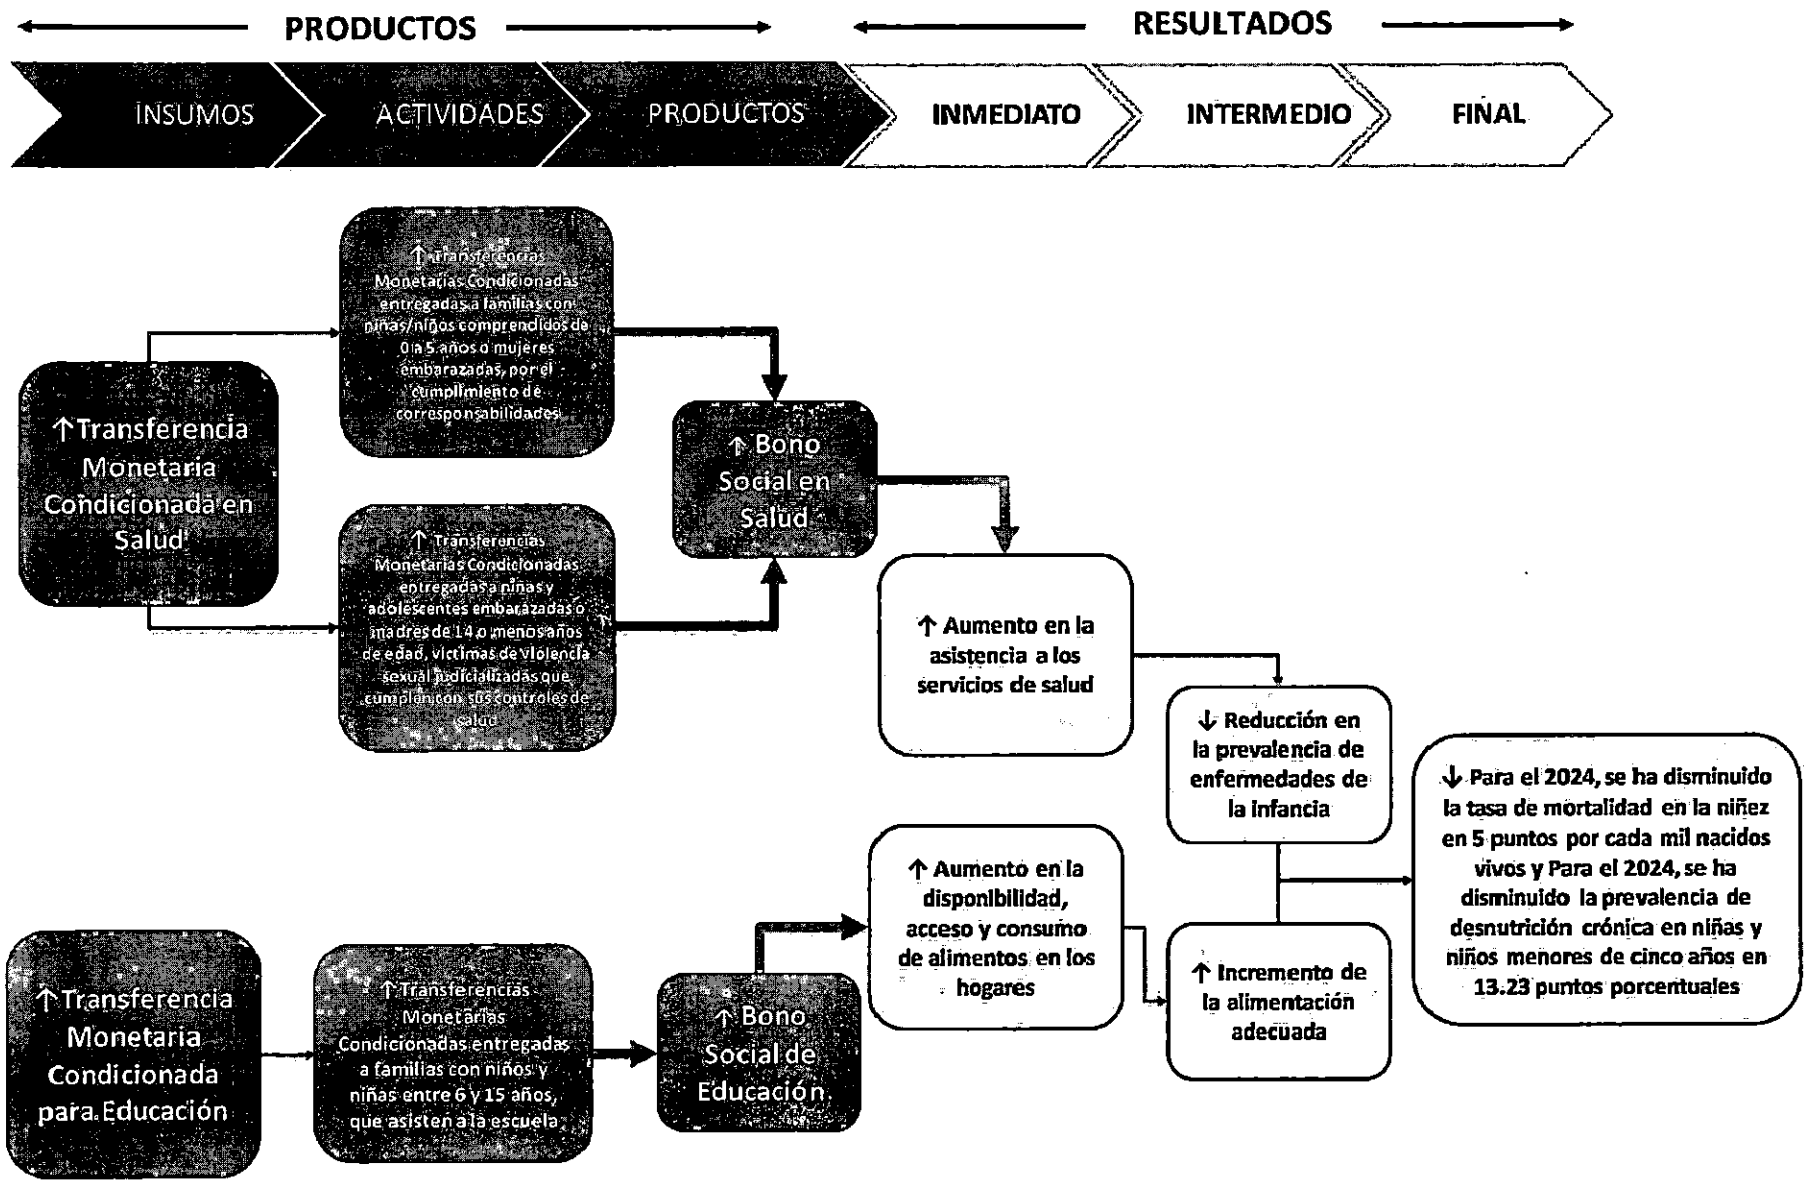 PRODUCTOS
RESULTADOS
INSUMOS
ACTIVIDADES
PRODUCTOS
INMEDIATO
INTERMEDIO
FINAL
↑ Transferencias
Monetarias Condicionadas
entregadas a familias con
niñas/niños comprendidos de
0 a 5 años o mujeres
embarazadas, por el
cumplimiento de
corresponsabilidades
↑Transferencia
Monetaria
Condicionada en
Salud
↑ Bono
Social en
Salud
↑ Transferencias
Monetarias Condicionadas
entregadas a niñas y
adolescentes embarazadas o
madres de 14 o menos años
de edad, víctimas de violencia
sexual judicializadas que
cumplan con sus controles de
salud
↑ Aumento en la
asistencia a los
servicios de salud
↓ Reducción en
la prevalencia de
enfermedades de
la infancia
↓ Para el 2024, se ha disminuido
la tasa de mortalidad en la niñez
en 5 puntos por cada mil nacidos
vivos y Para el 2024, se ha
disminuido la prevalencia de
desnutrición crónica en niñas y
niños menores de cinco años en
13.23 puntos porcentuales
↑ Aumento en la
disponibilidad,
acceso y consumo
de alimentos en los
hogares
↑ Incremento de
la alimentación
adecuada
↑Transferencia
Monetaria
Condicionada
para Educación
↑ Transferencias
Monetarias
Condicionadas entregadas
a familias con niños y
niñas entre 6 y 15 años,
que asisten a la escuela
↑ Bono
Social de
Educación